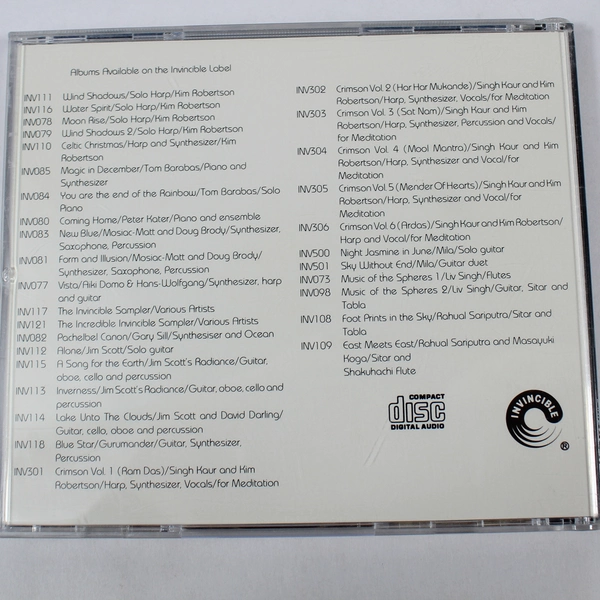 Albums Available on the Invincible Label
INV111 Wind Shadows/Solo Harp/Kim Robertson
INV116 Water Spirit/Solo Harp/Kim Robertson
INV078 Moon Rise/Solo Harp/Kim Robertson
INV079 Wind Shadows 2/Solo Harp/Kim Robertson
INV110 Celtic Christmas/Harp and Synthesizer/Kim
Robertson
INV085 Magic in December/Tom Barabas/Piano and
Synthesizer
INV084 You are the end of the Rainbow/Tom Barabas/Solo
Piano
INV080 Coming Home/Peter Kater/Piano and ensemble
INV083 New Blue/Mosiac-Matt and Doug Brody/Synthesizer,
Saxophone, Percussion
INV081 Form and Illusion/Mosiac-Matt and Doug Brody/
Synthesizer, Saxophone, Percussion
INV077 Vista/Aiki Domo & Hans-Wolfgang/Synthesizer, harp
and guitar
INV117 The Invincible Sampler/Various Artists
INV121 The Incredible Invincible Sampler/Various Artists
INV082 Pachelbel Canon/Gary Sill/Synthesiser and Ocean
INV112 Alone/Jim Scott/Solo guitar
INV115 A Song for the Earth/Jim Scott's Radiance/Guitar,
oboe, cello and percussion
INV113 Inverness/Jim Scott's Radiance/Guitar, oboe, cello and
percussion
INV114 Lake Unto The Clouds/Jim Scott and David Darling/
Guitar, cello, oboe and percussion
INV118 Blue Star/Gurumander/Guitar, Synthesizer,
Percussion
INV301 Crimson Vol. 1 (Ram Das)/Singh Kaur and Kim
Robertson/Harp, Synthesizer, Vocals/for Meditation
INV302 Crimson Vol. 2 (Har Har Mukande)/Singh Kaur and Kim
Robertson/Harp, Synthesizer, Vocals/for Meditation
INV303 Crimson Vol. 3 (Sat Nam)/Singh Kaur and Kim
Robertson/Harp, Synthesizer, Percussion and Vocals/
for Meditation
INV304 Crimson Vol. 4 (Mool Mantra)/Singh Kaur and Kim
Robertson/Harp, Synthesizer and Vocal/for
Meditation
INV305 Crimson Vol. 5 (Mender Of Hearts)/Singh Kaur and Kim
Robertson/Harp, Synthesizer and Vocal/for
Meditation
INV306 Crimson Vol. 6 (Ardas)/Singh Kaur and Kim Robertson/
Harp and Vocal/for Meditation
INV500 Night Jasmine in June/Mila/Solo guitar
INV501 Sky Without End/Mila/Guitar duet
INV073 Music of the Spheres 1/Liv Singh/Flutes
INV098 Music of the Spheres 2/Liv Singh/Guitar, Sitar and
Tabla
INV108 Foot Prints in the Sky/Rahual Sariputra/Sitar and
Tabla
INV109 East Meets East/Rahual Sariputra and Masayuki
Koga/Sitar and
Shakuhachi Flute
COMPACT
disc
DIGITAL AUDIO
INVINCIBLE
®